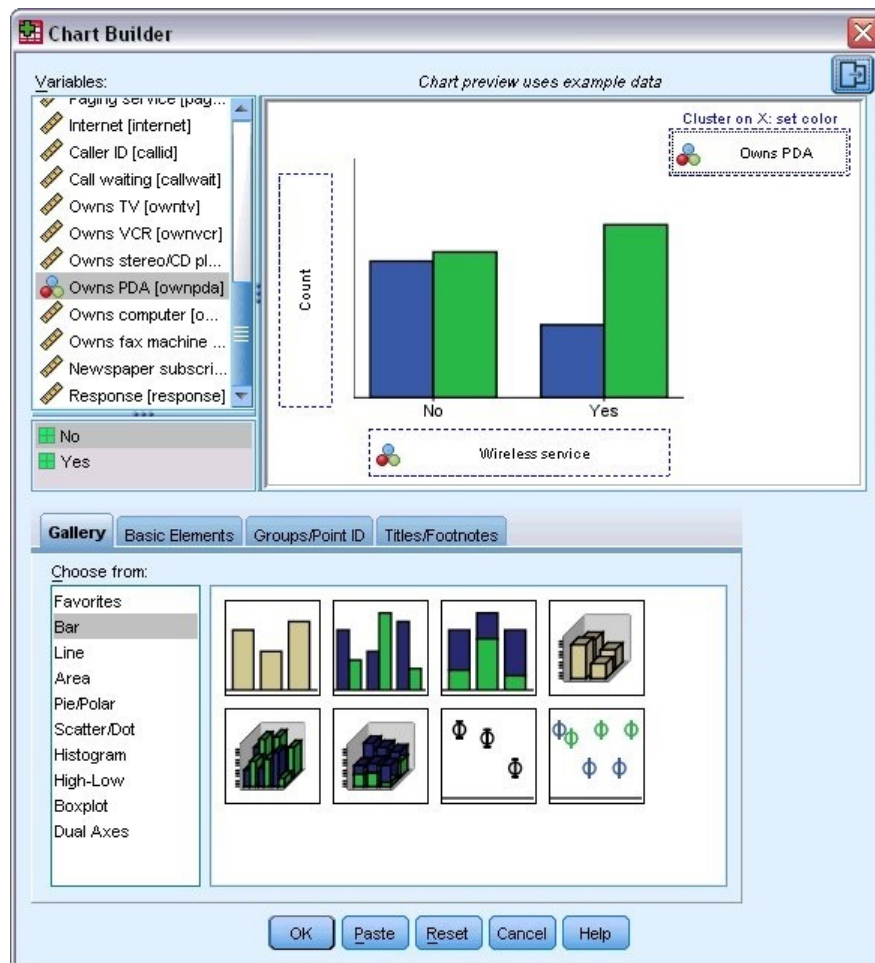 Chart Builder
Variables:
Chart preview uses example data
Paging service [pag...
Internet [internet]
Caller ID [callid]
Call waiting [callwait]
Owns TV [owntv]
Owns VCR [ownvcr]
Owns stereo/CD pl...
Owns PDA [ownpda]
Owns computer [o...
Owns fax machine ...
Newspaper subscri...
Response [response]
No
Yes
Cluster on X: set color
Owns PDA
Count
No
Yes
Wireless service
Gallery
Basic Elements
Groups/Point ID
Titles/Footnotes
Choose from:
Favorites
Bar
Line
Area
Pie/Polar
Scatter/Dot
Histogram
High-Low
Boxplot
Dual Axes
OK
Paste
Reset
Cancel
Help